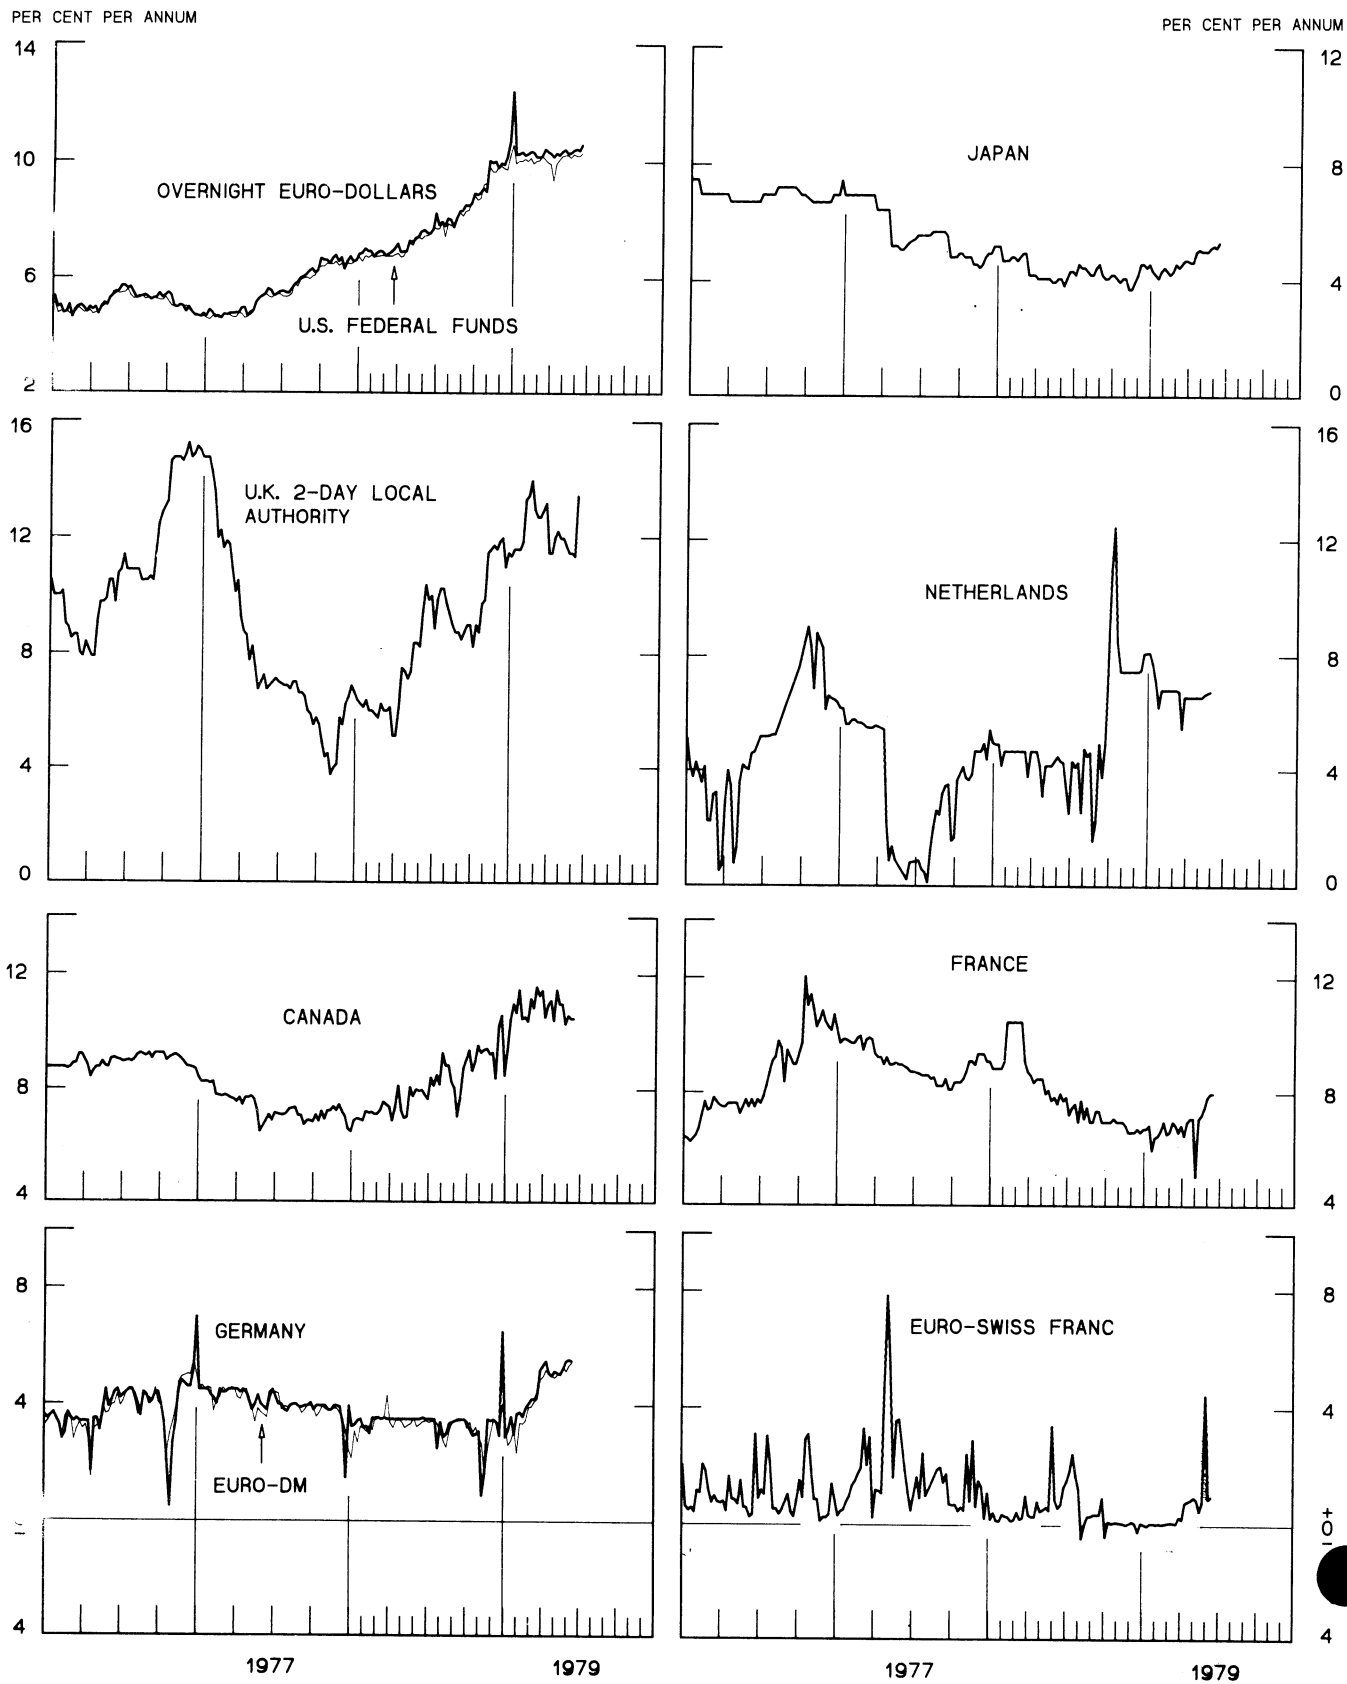 PER CENT PER ANNUM
PER CENT PER ANNUM
14
10
6
2
OVERNIGHT EURO-DOLLARS
U.S. FEDERAL FUNDS
JAPAN
12
8
4
0
16
12
8
4
0
U.K. 2-DAY LOCAL
AUTHORITY
NETHERLANDS
16
12
8
4
0
12
8
4
CANADA
FRANCE
12
8
4
8
4
4
GERMANY
EURO-DM
EURO-SWISS FRANC
8
4
+
0
-
4
1977
1979
1977
1979